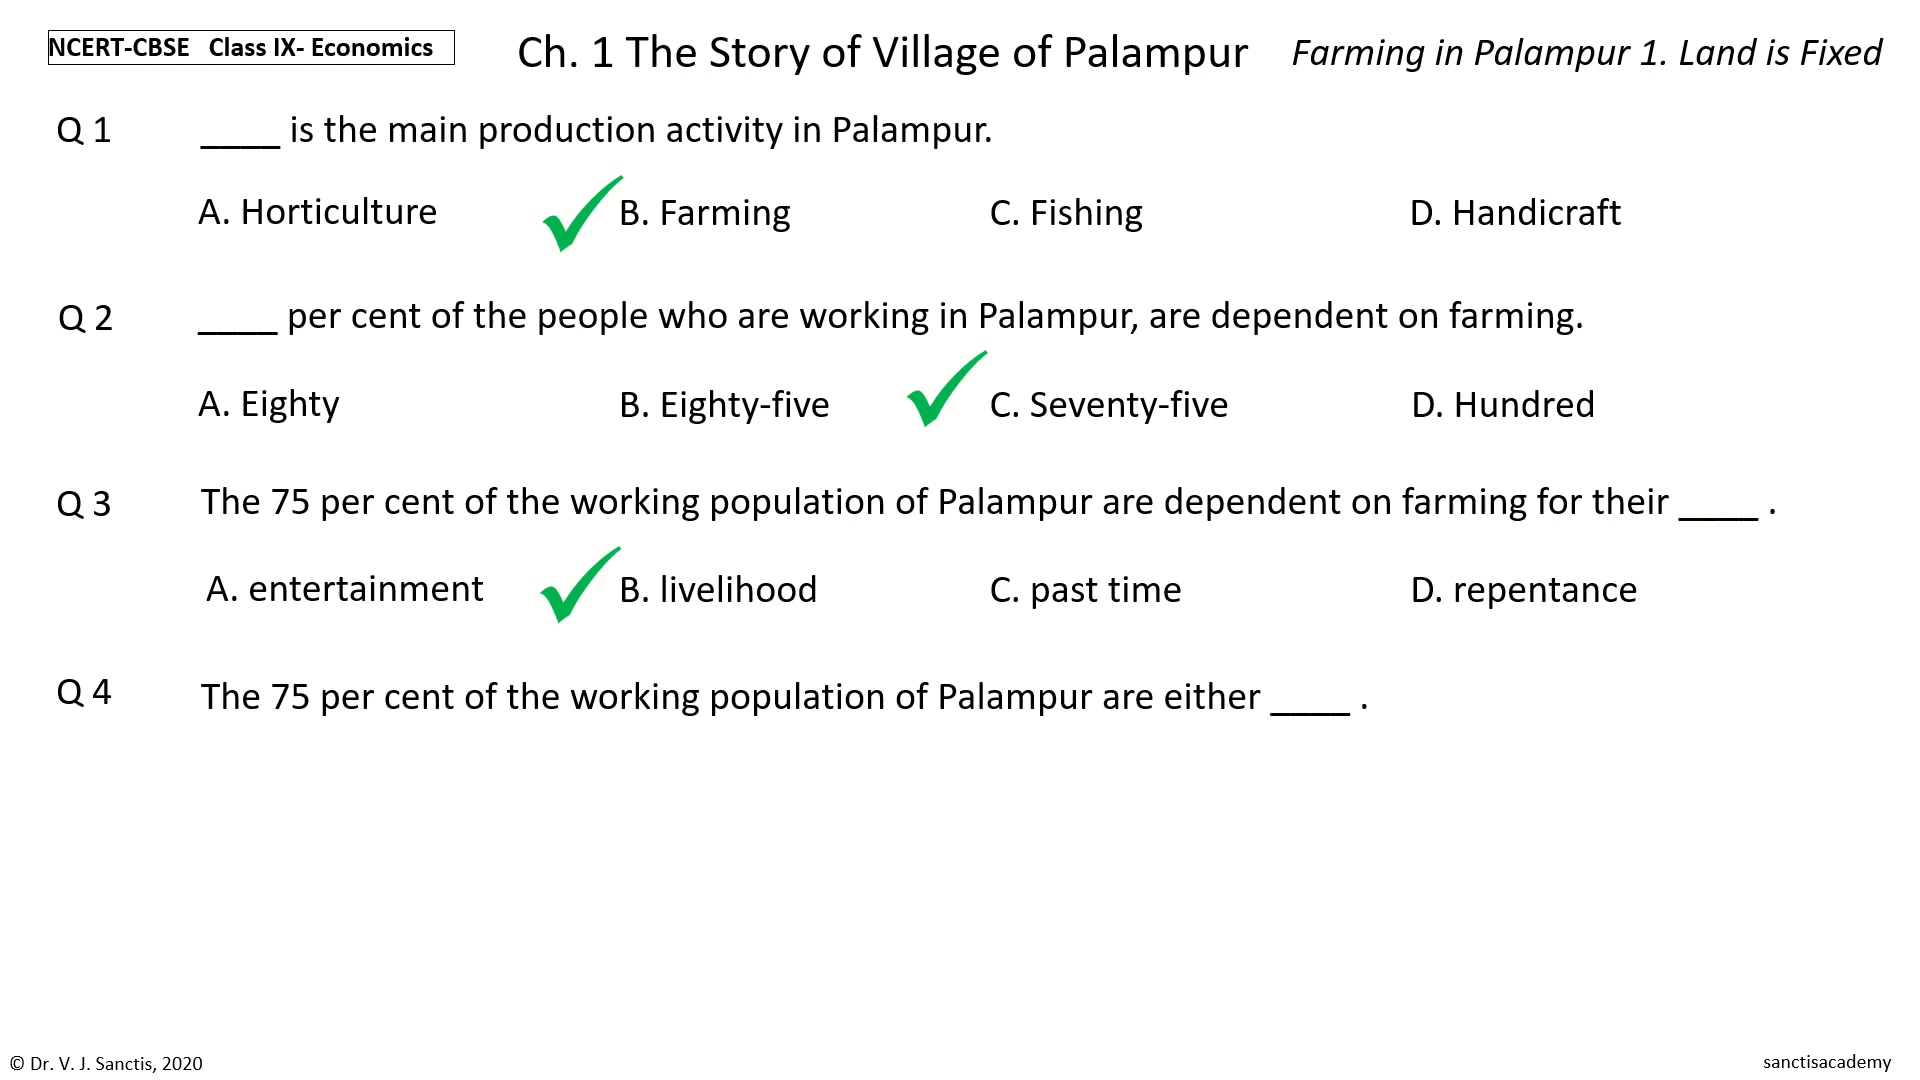 NCERT-CBSE Class IX- Economics
Ch. 1 The Story of Village of Palampur
Farming in Palampur 1. Land is Fixed
Q 1 ____ is the main production activity in Palampur.
A. Horticulture B. Farming C. Fishing D. Handicraft
Q 2 ____ per cent of the people who are working in Palampur, are dependent on farming.
A. Eighty B. Eighty-five C. Seventy-five D. Hundred
Q 3 The 75 per cent of the working population of Palampur are dependent on farming for their ____ .
A. entertainment B. livelihood C. past time D. repentance
Q 4 The 75 per cent of the working population of Palampur are either ____ .
© Dr. V. J. Sanctis, 2020
sanctisacademy